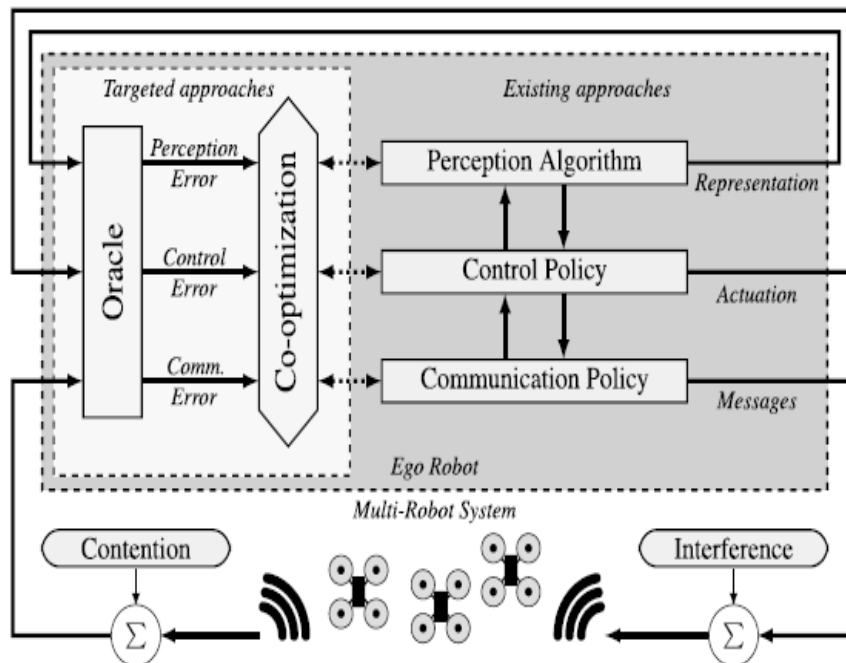 Targeted approaches
Existing approaches
Perception
Error
Perception Algorithm
Representation
Oracle
Control
Error
Co-optimization
Control Policy
Actuation
Comm.
Error
Communication Policy
Messages
Ego Robot
Multi-Robot System
Contention
Interference
Σ
Σ